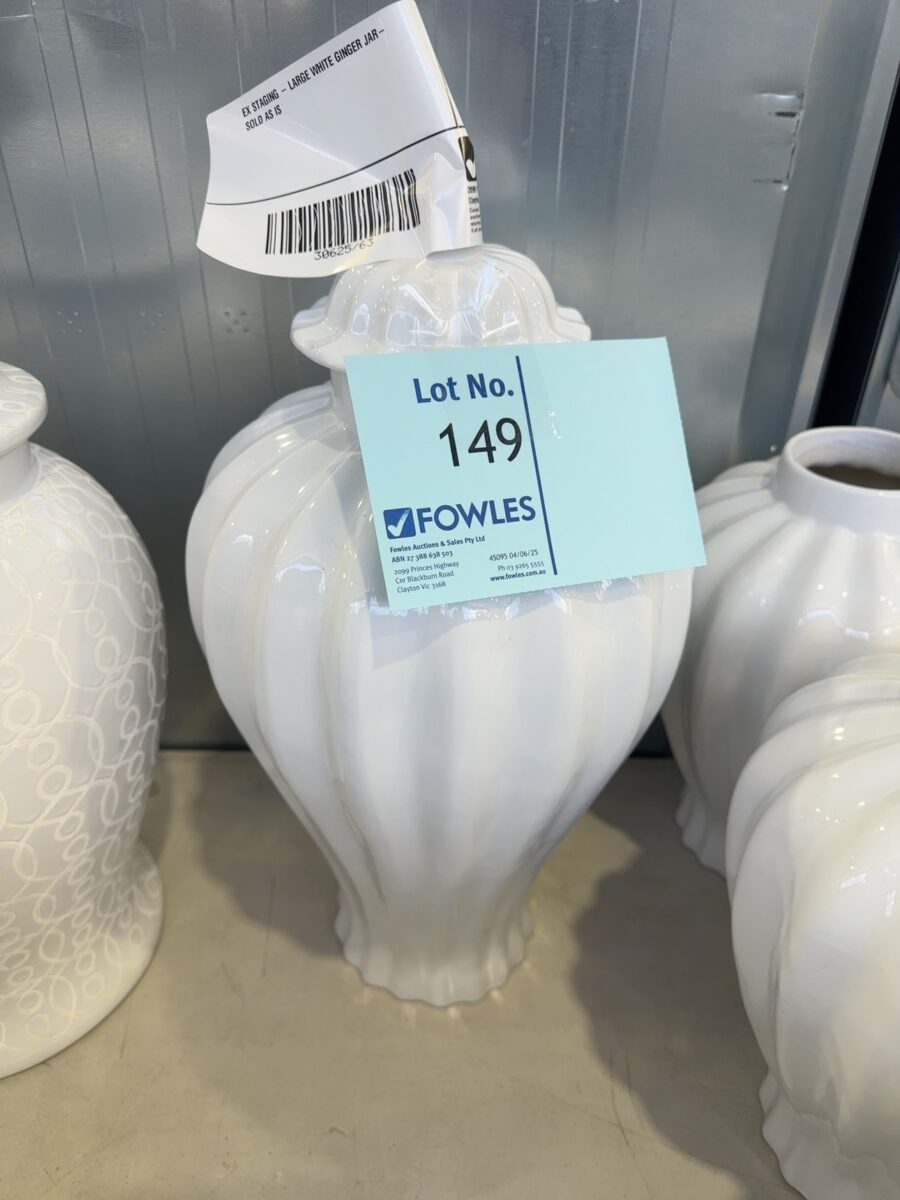 EX STAGING – LARGE WHITE GINGER JAR –
SOLD AS IS
30625/63
Lot No.
149
FOWLES
Fowles Auctions & Sales Pty Ltd
ABN 27 388 638 503
2099 Princes Highway
Cnr Blackburn Road
Clayton Vic 3168
45095 04/06/25
Ph 03 9265 5555
www.fowles.com.au